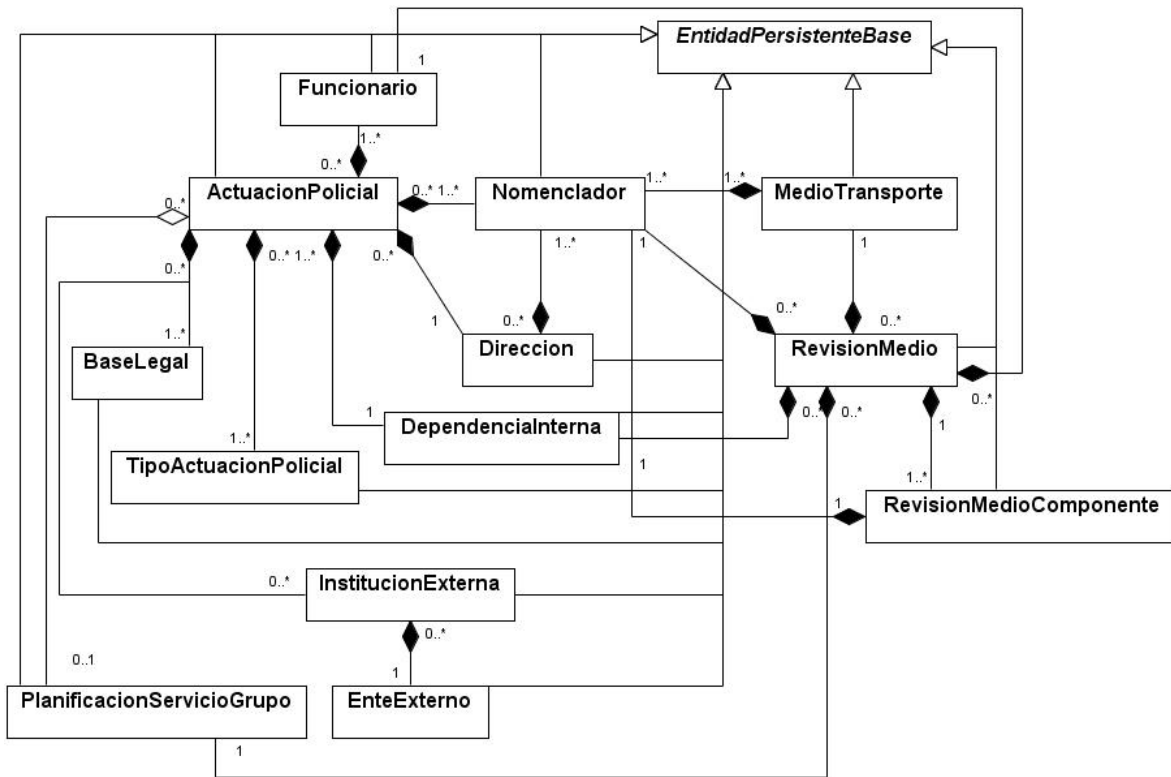 EntidadPersistenteBase
1
Funcionario
1..*
0..*
ActuacionPolicial
0..* 1..*
Nomenclador
1..*
1..*
MedioTransporte
0..*
0..*
0..* 1..*
0..*
1..*
1
1
0..*
1..*
1
0..*
0..*
BaseLegal
Direccion
RevisionMedio
1
DependenciaInterna
0..*
0..*
1
0..*
1..*
TipoActuacionPolicial
1
1..*
1
RevisionMedioComponente
0..*
InstitucionExterna
0..*
0..1
1
PlanificacionServicioGrupo
EnteExterno
1